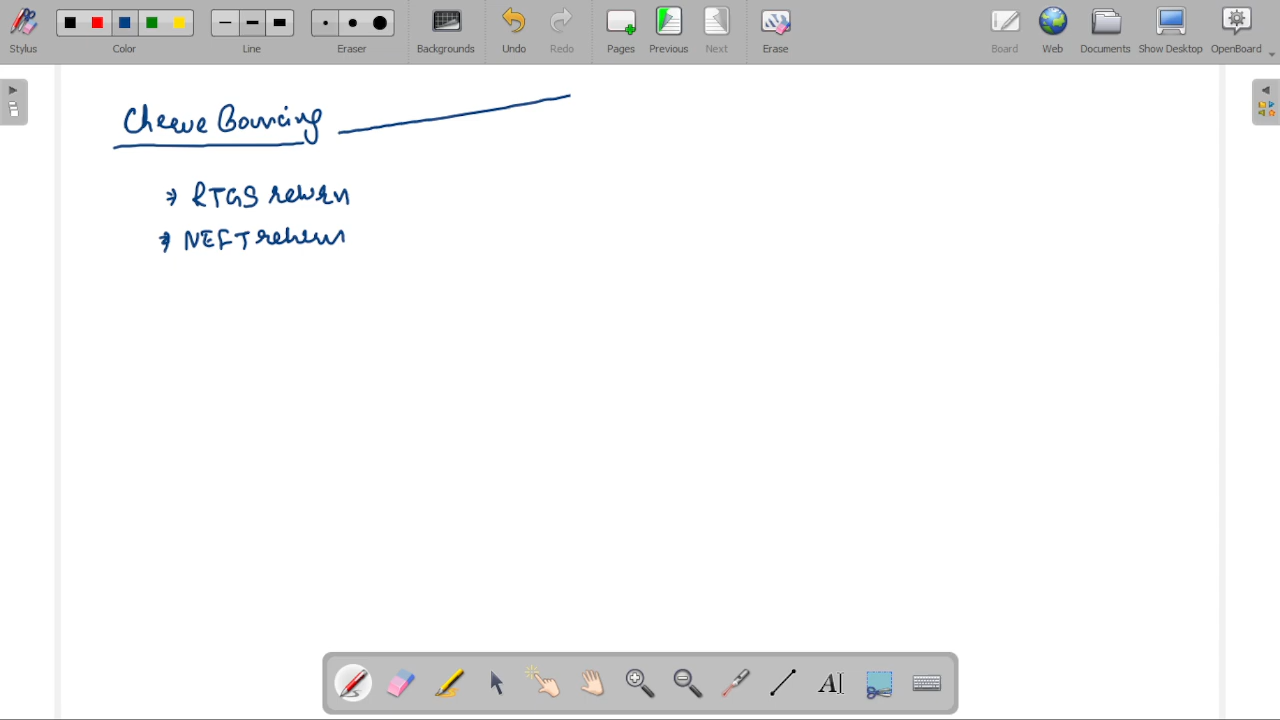 Stylus Color Line Eraser Backgrounds Undo Redo Pages Previous Next Erase Board Web Documents Show Desktop OpenBoard
Cheque Bouncing
→ RTGS return
→ NEFT return